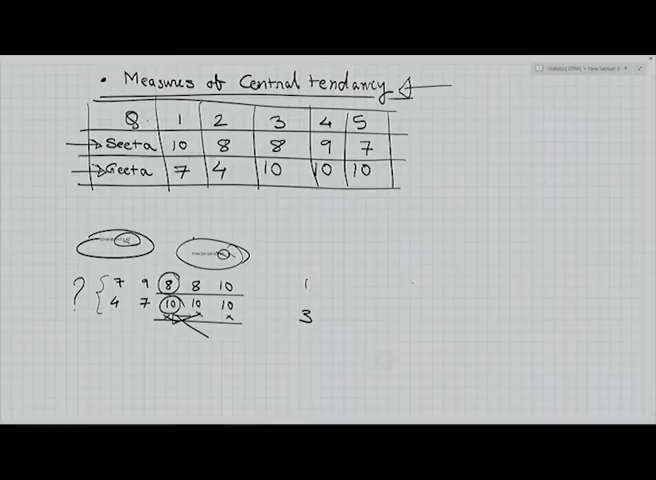 • Measures of Central tendancy
Q. 1 2 3 4 5
Seeta 10 8 8 9 7
Geeta 7 4 10 10 10
? { 7 9 8 8 10 1
4 7 10 10 10 3
x x x